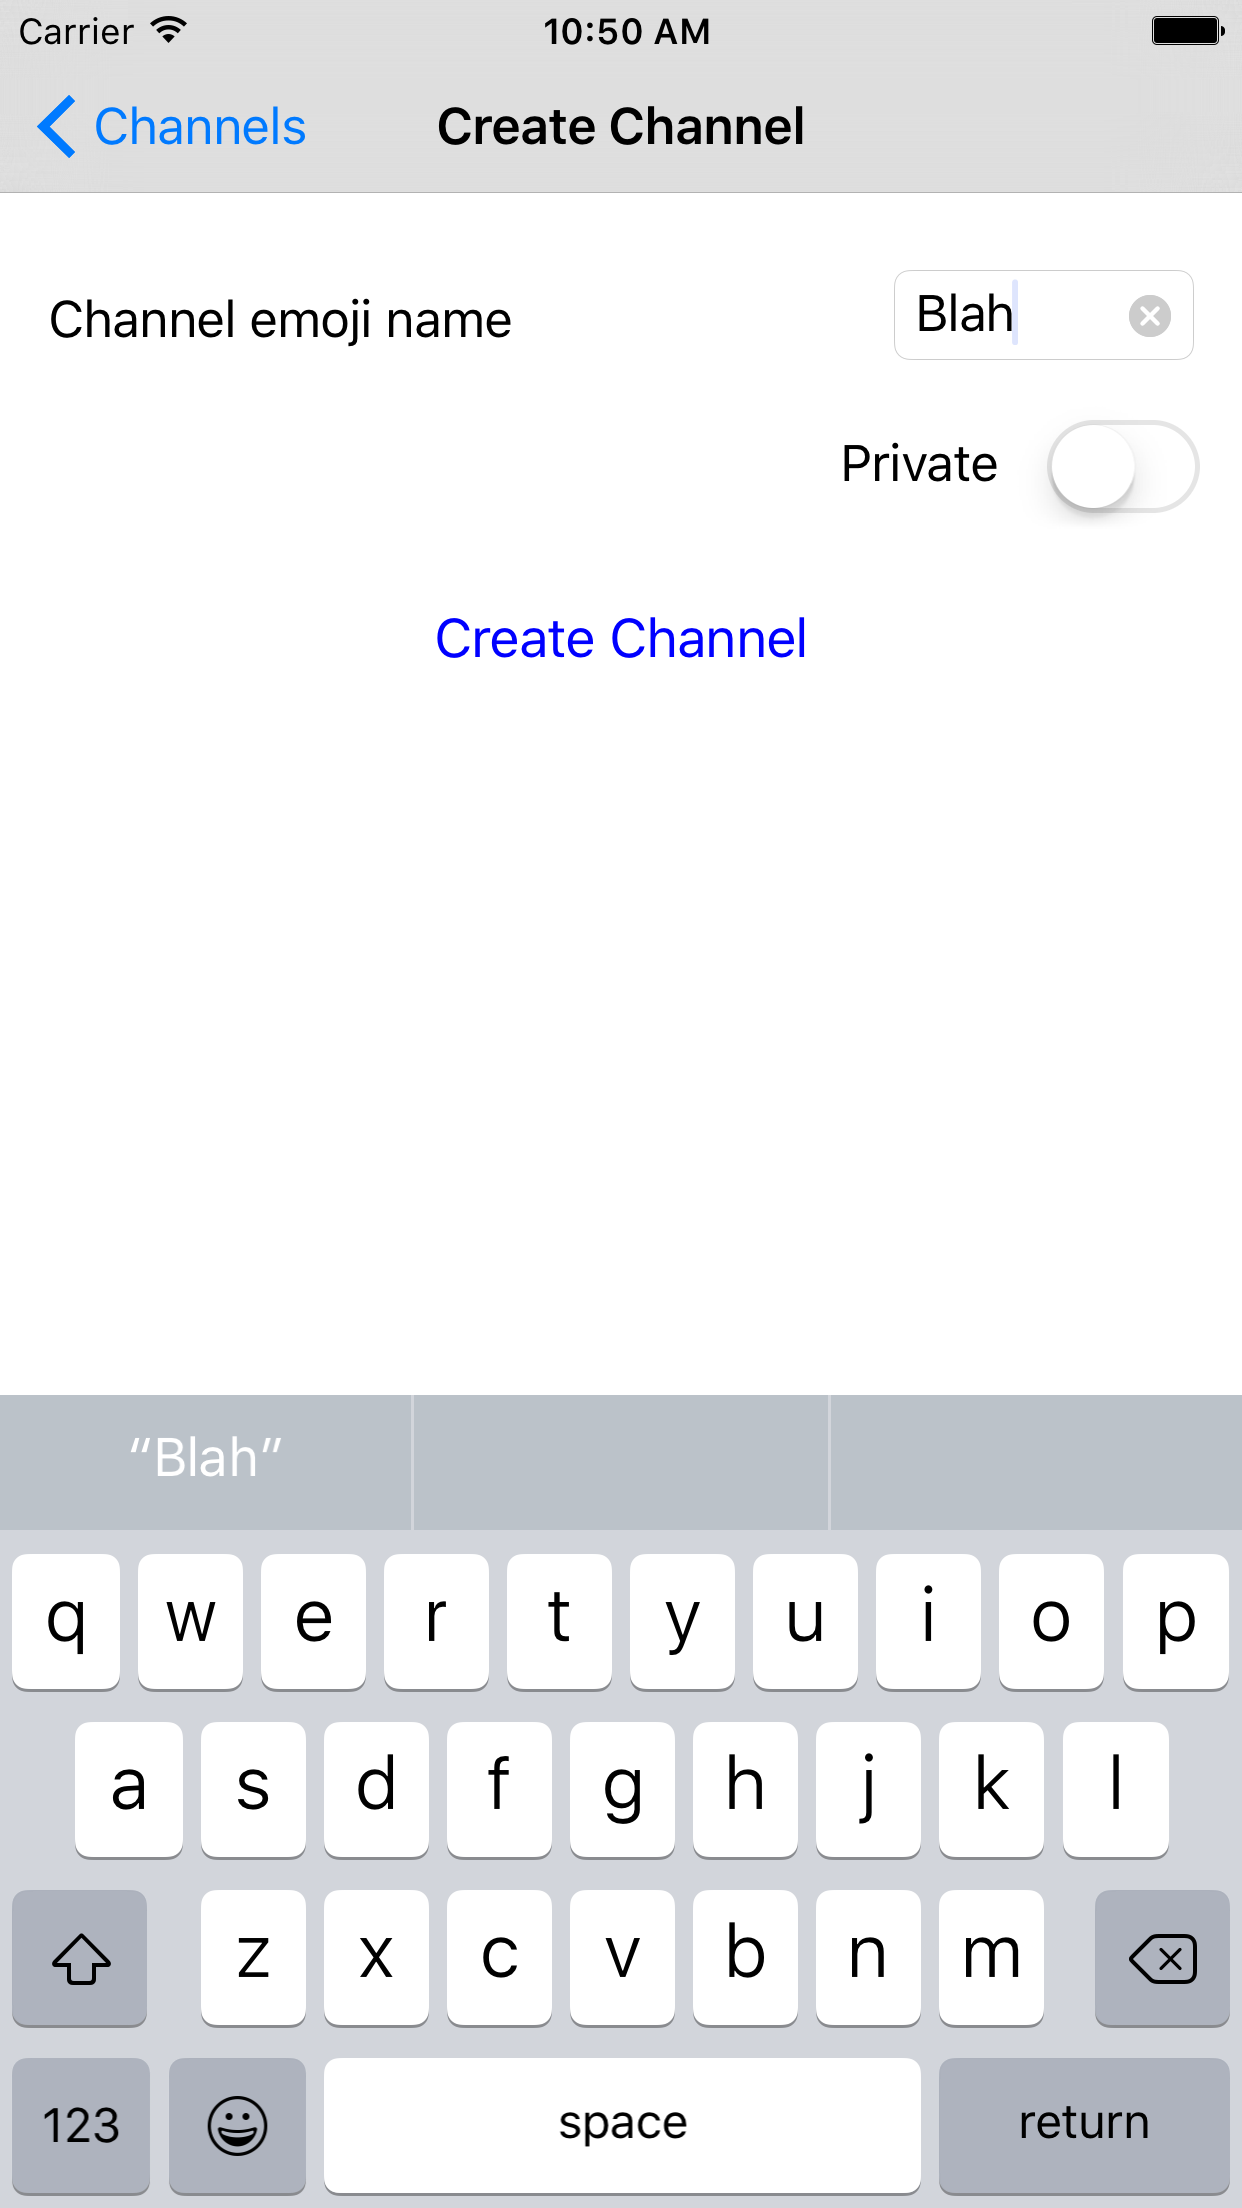 Carrier 10:50 AM
Channels Create Channel
Channel emoji name Blah
Private
Create Channel
“Blah”
q w e r t y u i o p
a s d f g h j k l
z x c v b n m
123 space return